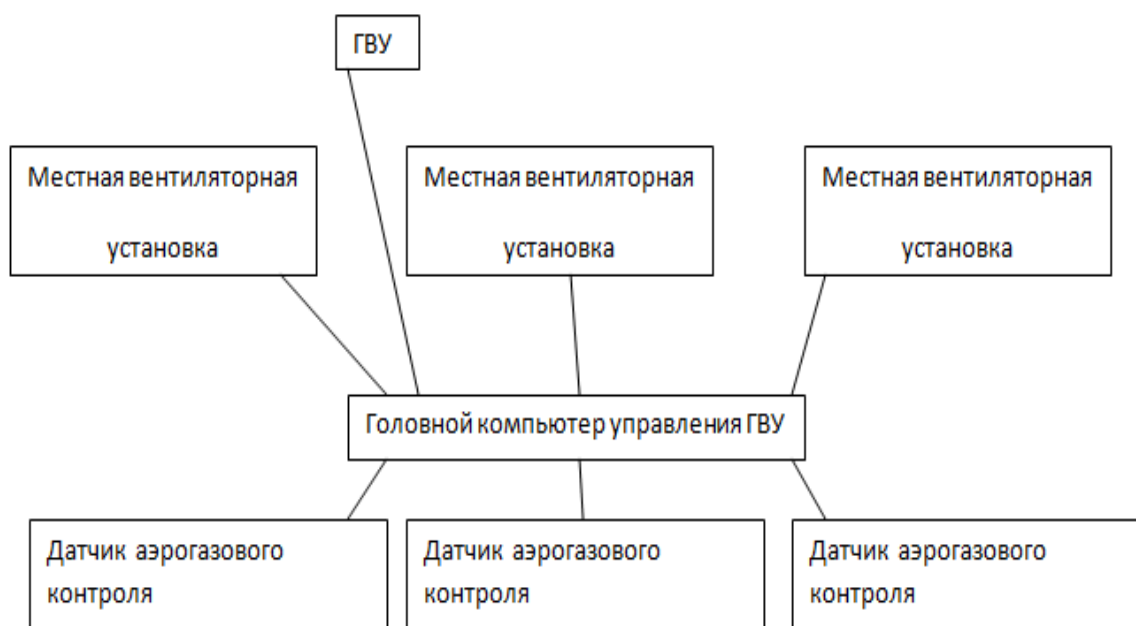 ГВУ
Местная вентиляторная
установка
Местная вентиляторная
установка
Местная вентиляторная
установка
Головной компьютер управления ГВУ
Датчик аэрогазового
контроля
Датчик аэрогазового
контроля
Датчик аэрогазового
контроля